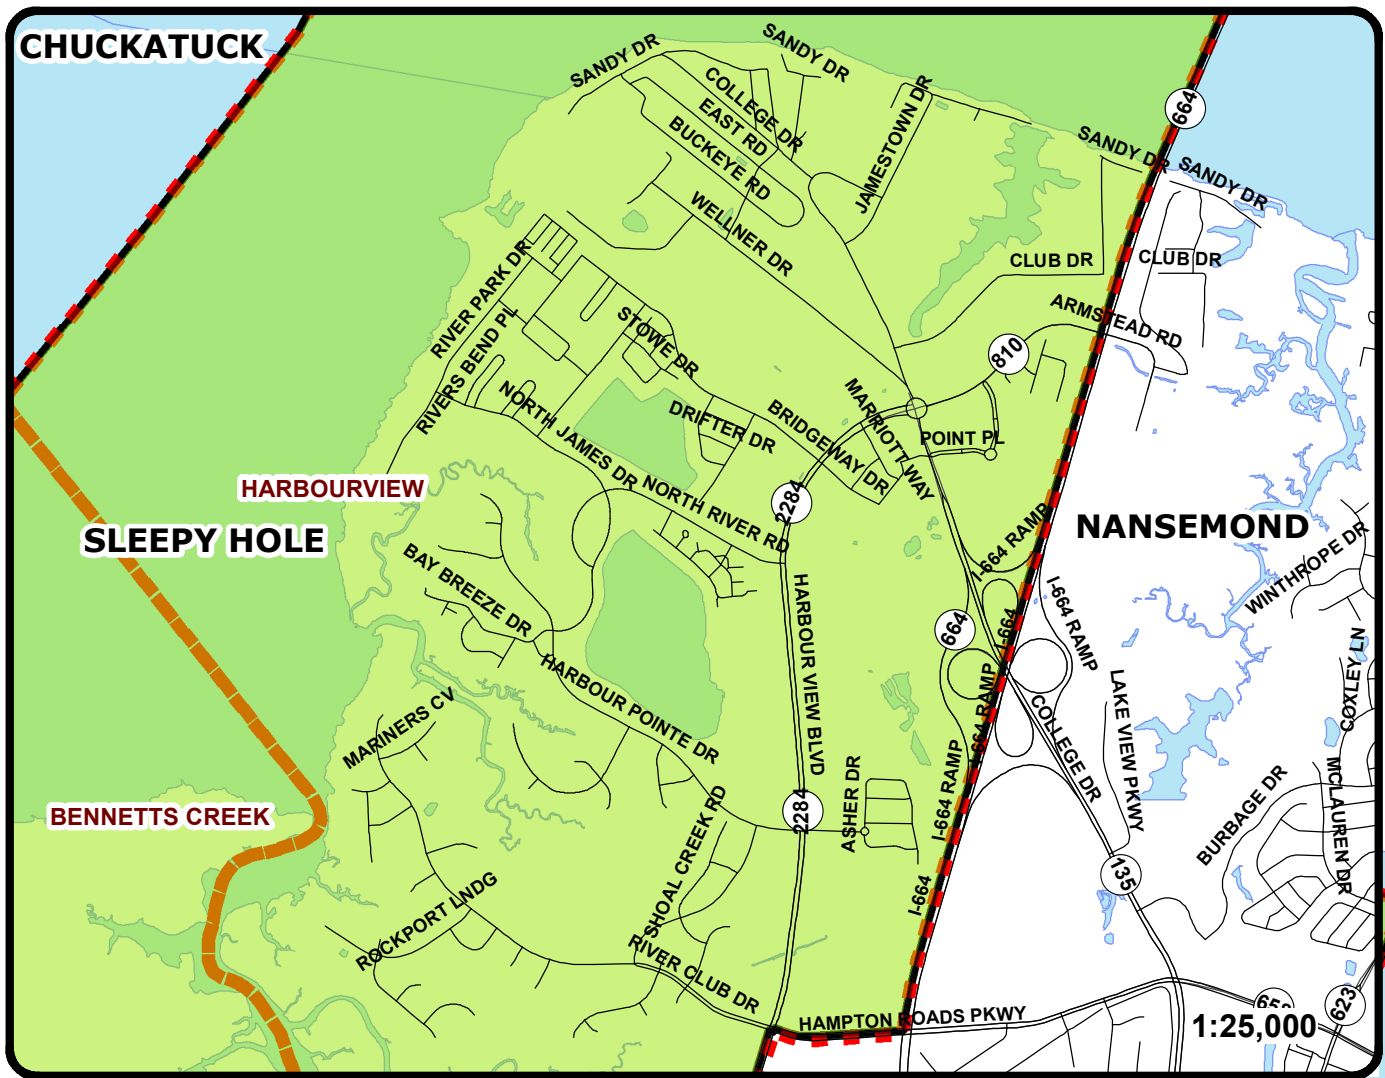 CHUCKATUCK
SANDY DR
SANDY DR
COLLEGE DR
EAST RD
BUCKEYE RD
JAMESTOWN DR
664
SANDY DR
SANDY DR
WELLNER DR
CLUB DR
CLUB DR
RIVER PARK DR
RIVERS BEND PL
STOWE DR
ARMSTEAD RD
810
NORTH JAMES DR
DRIFTER DR
BRIDGEWAY DR
MARRIOTT WAY
POINT PL
HARBOURVIEW
SLEEPY HOLE
2284
NORTH RIVER RD
NANSEMOND
I-664 RAMP
WINTHROPE DR
BAY BREEZE DR
HARBOUR VIEW BLVD
664
I-664
I-664 RAMP
HARBOUR POINTE DR
I-664 RAMP
COLLEGE DR
LAKE VIEW PKWY
COXLEY LN
MARINERS CV
I-664 RAMP
BENNETTS CREEK
2284
ASHER DR
SHOAL CREEK RD
BURBAGE DR
MCLAUREN DR
135
I-664
ROCKPORT LNDG
RIVER CLUB DR
HAMPTON ROADS PKWY
623
1:25,000